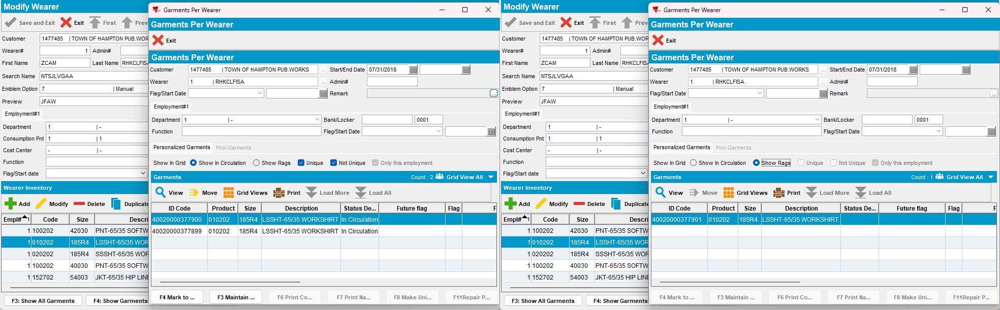 Modify Wearer
Save and Exit Exit First Prev
Customer 1477485 | TOWN OF HAMPTON PUB.WOR
Wearer# 1 Admin#
First Name ZCAM Last Name RHKCLFISA
Search Name NTSJLVGAA
Emblem Option 7 | Manual
Preview JFAW
Employment#1
Department 1 | -
Consumption Pnt 1 | 1
Cost Center - | -
Function
Flag/Start date
Wearer Inventory
Add Modify Delete Duplicate
Empl# 1 Code Size Descri
1 100202 42030 PNT-65/35 SOFTW
1 010202 185R4 LSSHT-65/35 WOR
1 020202 185R4 SSSHT-65/35 WOR
1 100202 40030 PNT-65/35 SOFTW
1 152702 54003 JKT-65/35 HIP LINE
F3: Show All Garments F4: Show Garments
Garments Per Wearer
Garments Per Wearer
Exit
Garments Per Wearer
Customer 1477485 | TOWN OF HAMPTON PUB.WORKS ... Start/End Date 07/31/2018 16 16
Wearer 1 | RHKCLFISA ... Admin#
Flag/Start Date 16 Remark ...
Employment#1
Department 1 | - Bank/Locker 0001
Function Flag/Start Date 16
Personalized Garments Pool Garments
Show In Grid Show In Circulation Show Rags Unique Not Unique Only this employment
Garments Count : 2 Grid View All
View Move Grid Views Print Load More Load All
ID Code Product Size Description Status De... Future flag Flag F
40020000377900 010202 185R4 LSSHT-65/35 WORKSHIRT In Circulation
40020000377899 010202 185R4 LSSHT-65/35 WORKSHIRT In Circulation
F4 Mark to ... F3 Maintain ... F6 Print Co... F7 Print Na... F8 Make Uni... F11Repair P...
Modify Wearer
Save and Exit Exit First Prev
Customer 1477485 | TOWN OF HAMPTON PUB.WOR
Wearer# 1 Admin#
First Name ZCAM Last Name RHKCLFISA
Search Name NTSJLVGAA
Emblem Option 7 | Manual
Preview JFAW
Employment#1
Department 1 | -
Consumption Pnt 1 | 1
Cost Center - | -
Function
Flag/Start date
Wearer Inventory
Add Modify Delete Duplicate
Empl# 1 Code Size Descri
1 100202 42030 PNT-65/35 SOFTW
1 010202 185R4 LSSHT-65/35 WOR
1 020202 185R4 SSSHT-65/35 WOR
1 100202 40030 PNT-65/35 SOFTW
1 152702 54003 JKT-65/35 HIP LINE
F3: Show All Garments F4: Show Garments
Garments Per Wearer
Garments Per Wearer
Exit
Garments Per Wearer
Customer 1477485 | TOWN OF HAMPTON PUB.WORKS ... Start/End Date 07/31/2018 16 16
Wearer 1 | RHKCLFISA ... Admin#
Flag/Start Date 16 Remark ...
Employment#1
Department 1 | - Bank/Locker 0001
Function Flag/Start Date 16
Personalized Garments Pool Garments
Show In Grid Show In Circulation Show Rags Unique Not Unique Only this employment
Garments Count : 1 Grid View All
View Move Grid Views Print Load More Load All
ID Code Product Size Description Status De... Future flag Flag F
40020000377901 010202 185R4 LSSHT-65/35 WORKSHIRT
F4 Mark to ... F3 Maintain ... F6 Print Co... F7 Print Na... F8 Make Uni... F11Repair P...